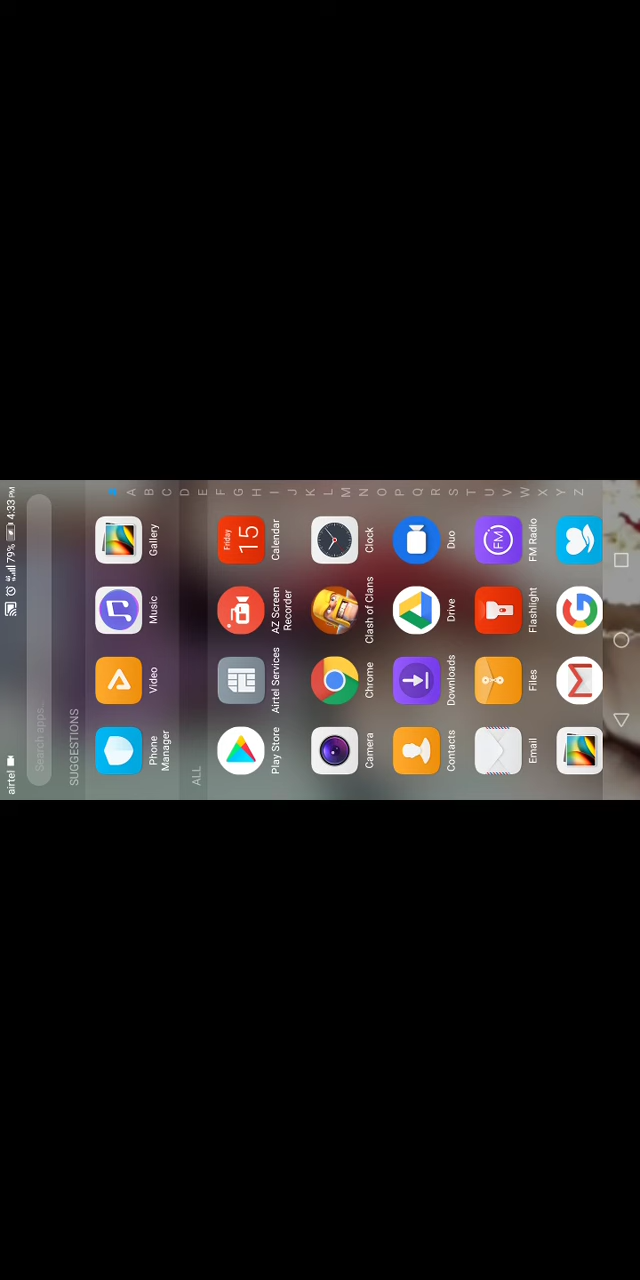 airtel 4G 79% 4:33 PM
Search apps...
SUGGESTIONS
Phone Manager
Video
Music
Gallery
ALL
Friday
15
Play Store
Airtel Services
AZ Screen Recorder
Calendar
Camera
Chrome
Clash of Clans
Clock
Contacts
Downloads
Drive
Duo
FM
Email
Files
Flashlight
FM Radio
A
B
C
D
E
F
G
H
I
J
K
L
M
N
O
P
Q
R
S
T
U
V
W
X
Y
Z